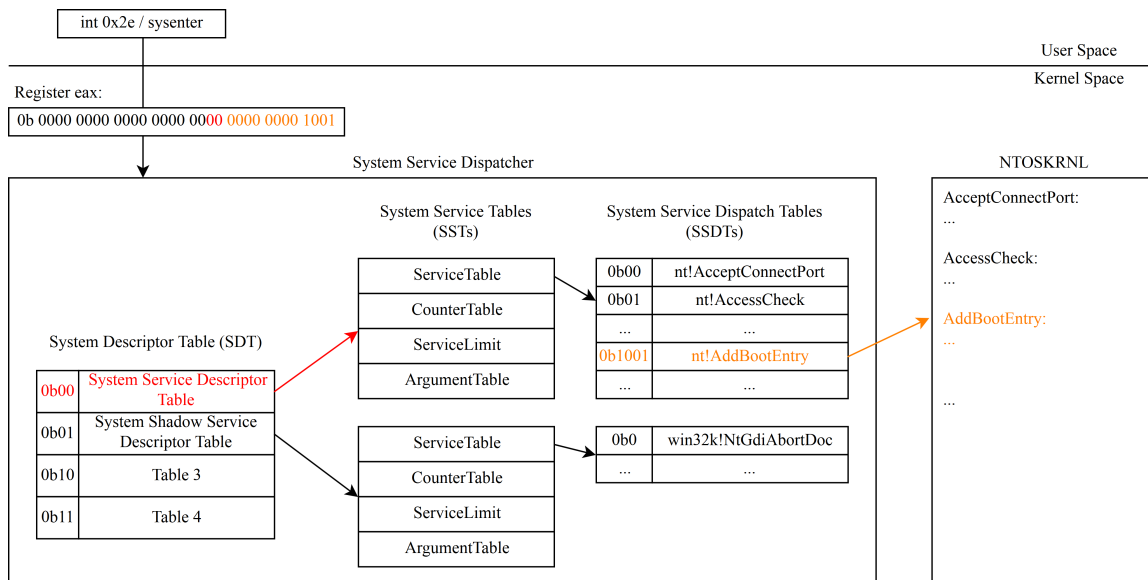 int 0x2e / sysenter
User Space
Kernel Space
Register eax:
0b 0000 0000 0000 0000 0000 0000 0000 1001
System Service Dispatcher
NTOSKRNL
System Service Tables
(SSTs)
System Service Dispatch Tables
(SSDTs)
System Descriptor Table (SDT)
0b00
System Service Descriptor
Table
0b01
System Shadow Service
Descriptor Table
0b10
Table 3
0b11
Table 4
ServiceTable
CounterTable
ServiceLimit
ArgumentTable
ServiceTable
CounterTable
ServiceLimit
ArgumentTable
0b00 nt!AcceptConnectPort
0b01 nt!AccessCheck
... ...
0b1001 nt!AddBootEntry
... ...
0b0 win32k!NtGdiAbortDoc
... ...
AcceptConnectPort:
...
AccessCheck:
...
AddBootEntry:
...
...